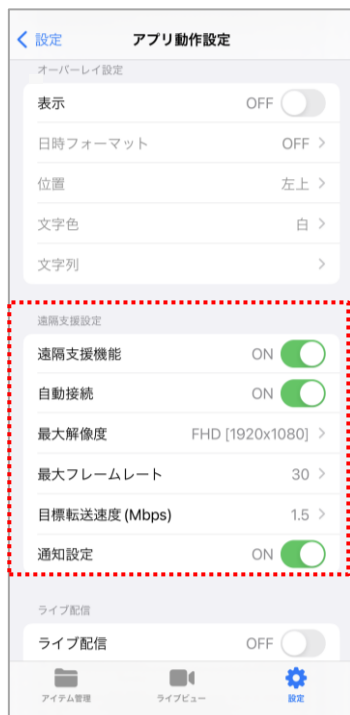 設定 アプリ動作設定
オーバーレイ設定
表示 OFF
日時フォーマット OFF
位置 左上
文字色 白
文字列
遠隔支援設定
遠隔支援機能 ON
自動接続 ON
最大解像度 FHD [1920x1080]
最大フレームレート 30
目標転送速度 (Mbps) 1.5
通知設定 ON
ライブ配信
ライブ配信 OFF
アイテム管理 ライブビュー 設定